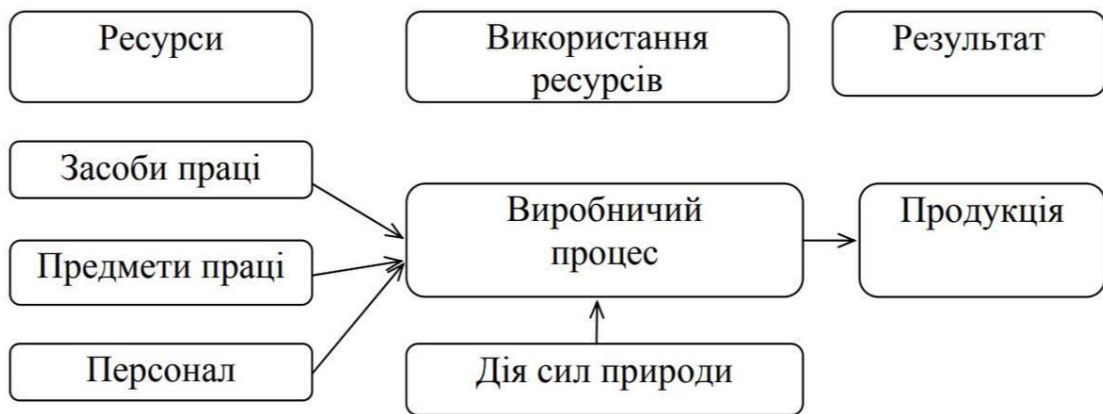 Ресурси
Використання
ресурсів
Результат
Засоби праці
Предмети праці
Персонал
Виробничий
процес
Дія сил природи
Продукція